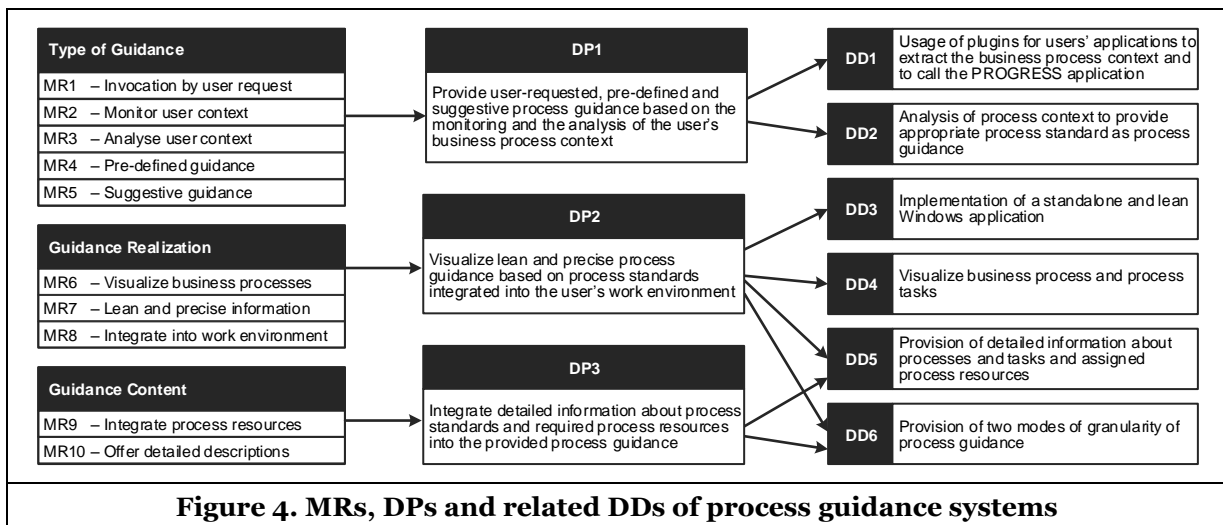 Type of Guidance
MR1 – Invocation by user request
MR2 – Monitor user context
MR3 – Analyse user context
MR4 – Pre-defined guidance
MR5 – Suggestive guidance
Guidance Realization
MR6 – Visualize business processes
MR7 – Lean and precise information
MR8 – Integrate into work environment
Guidance Content
MR9 – Integrate process resources
MR10 – Offer detailed descriptions
DP1
Provide user-requested, pre-defined and
suggestive process guidance based on the
monitoring and the analysis of the user's
business process context
DP2
Visualize lean and precise process
guidance based on process standards
integrated into the user's work environment
DP3
Integrate detailed information about process
standards and required process resources
into the provided process guidance
DD1
Usage of plugins for users' applications to
extract the business process context and
to call the PROGRESS application
DD2
Analysis of process context to provide
appropriate process standard as process
guidance
DD3
Implementation of a standalone and lean
Windows application
DD4
Visualize business process and process
tasks
DD5
Provision of detailed information about
processes and tasks and assigned
process resources
DD6
Provision of two modes of granularity of
process guidance
Figure 4. MRs, DPs and related DDs of process guidance systems